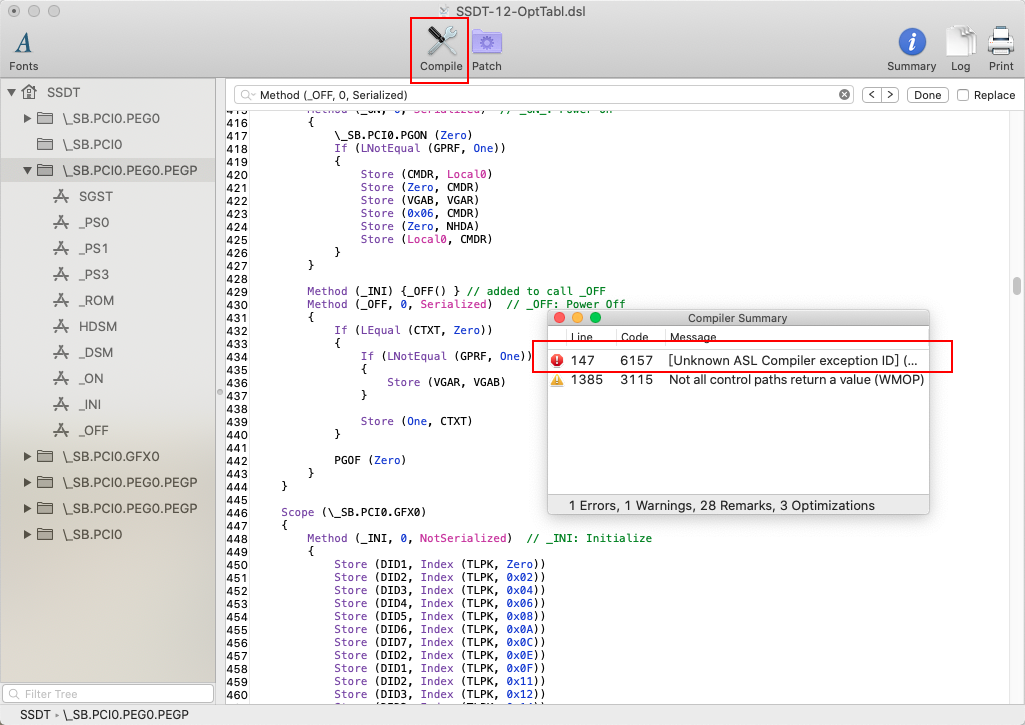 SSDT-12-OptTabl.dsl
Fonts
Compile
Patch
Summary
Log
Print
SSDT
\_SB.PCI0.PEG0
\_SB.PCI0
\_SB.PCI0.PEG0.PEGP
SGST
_PS0
_PS1
_PS3
_ROM
HDSM
_DSM
_ON
_INI
_OFF
\_SB.PCI0.GFX0
\_SB.PCI0.PEG0.PEGP
\_SB.PCI0.PEG0.PEGP
\_SB.PCI0
Filter Tree
SSDT \_SB.PCI0.PEG0.PEGP
Method (_OFF, 0, Serialized)
< >
Done
Replace
415 Method (_ON, 0, Serialized) // _ON_: Power On
416 {
417 \_SB.PCI0.PGON (Zero)
418 If (LNotEqual (GPRF, One))
419 {
420 Store (CMDR, Local0)
421 Store (Zero, CMDR)
422 Store (VGAB, VGAR)
423 Store (0x06, CMDR)
424 Store (Zero, NHDA)
425 Store (Local0, CMDR)
426 }
427 }
428
429 Method (_INI) {_OFF() } // added to call _OFF
430 Method (_OFF, 0, Serialized) // _OFF: Power Off
431 {
432 If (LEqual (CTXT, Zero))
433 {
434 If (LNotEqual (GPRF, One))
435 {
436 Store (VGAR, VGAB)
437 }
438
439 Store (One, CTXT)
440 }
441
442 PGOF (Zero)
443 }
444 }
445
446 Scope (\_SB.PCI0.GFX0)
447 {
448 Method (_INI, 0, NotSerialized) // _INI: Initialize
449 {
450 Store (DID1, Index (TLPK, Zero))
451 Store (DID2, Index (TLPK, 0x02))
452 Store (DID3, Index (TLPK, 0x04))
453 Store (DID4, Index (TLPK, 0x06))
454 Store (DID5, Index (TLPK, 0x08))
455 Store (DID6, Index (TLPK, 0x0A))
456 Store (DID7, Index (TLPK, 0x0C))
457 Store (DID2, Index (TLPK, 0x0E))
458 Store (DID1, Index (TLPK, 0x0F))
459 Store (DID2, Index (TLPK, 0x11))
460 Store (DID3, Index (TLPK, 0x12))
Compiler Summary
Line Code Message
147 6157 [Unknown ASL Compiler exception ID] (...
1385 3115 Not all control paths return a value (WMOP)
1 Errors, 1 Warnings, 28 Remarks, 3 Optimizations